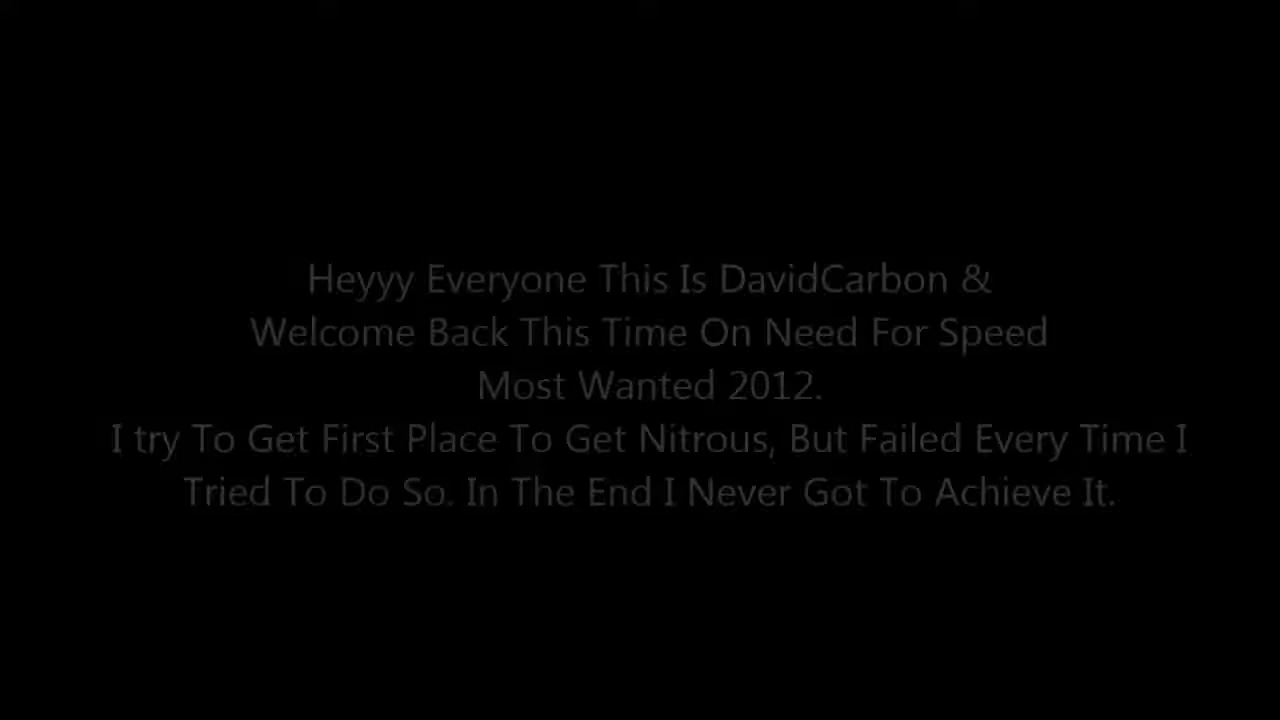 Heyyy Everyone This Is DavidCarbon &
Welcome Back This Time On Need For Speed
Most Wanted 2012.
I try To Get First Place To Get Nitrous, But Failed Every Time I
Tried To Do So. In The End I Never Got To Achieve It.